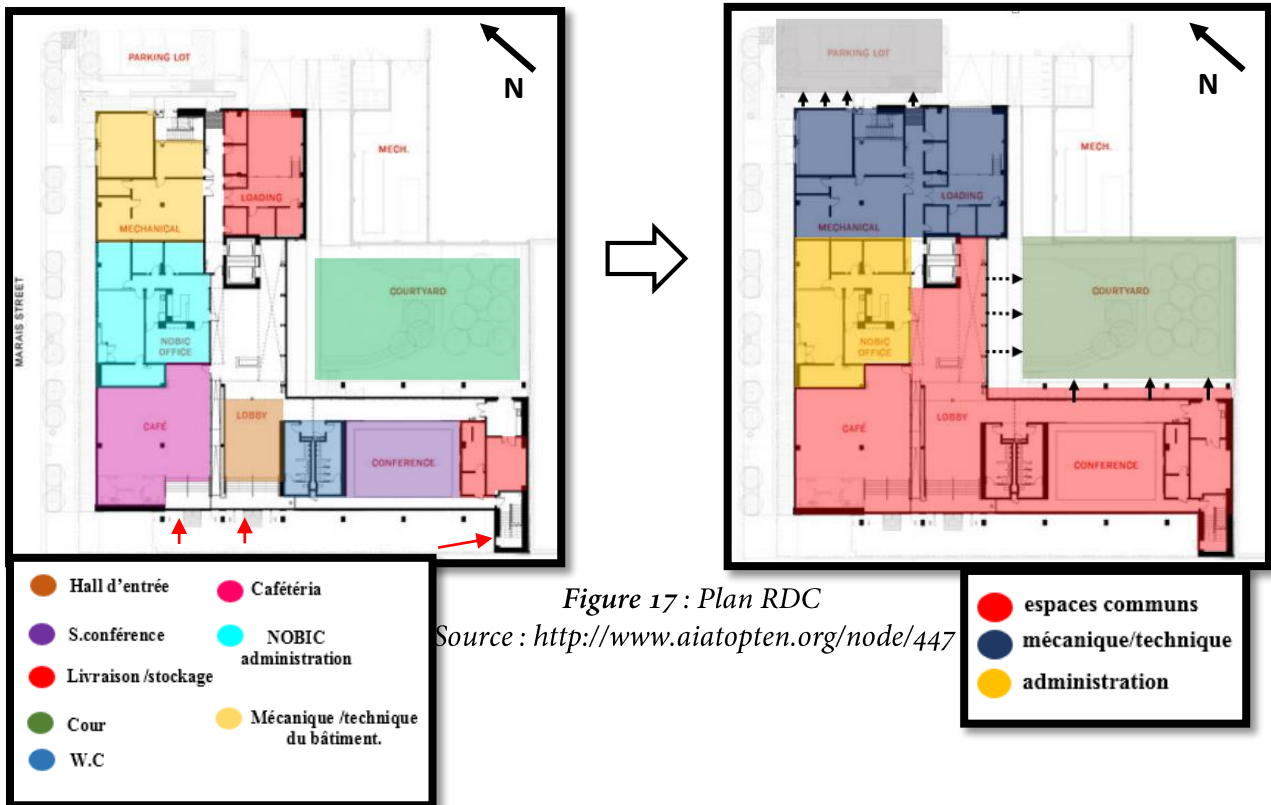 PARKING LOT
N
MECH.
LOADING
MECHANICAL
MARAIS STREET
COURTYARD
NOBIC
OFFICE
LOBBY
CAFÉ
CONFERENCE
PARKING LOT
N
MECH.
LOADING
MECHANICAL
COURTYARD
NOBIC
OFFICE
LOBBY
CAFÉ
CONFERENCE
Hall d'entrée
S.conférence
Livraison /stockage
Cour
W.C
Cafétéria
NOBIC
administration
Mécanique /technique
du bâtiment.
Figure 17 : Plan RDC
Source : http://www.aiatopten.org/node/447
espaces communs
mécanique/technique
administration